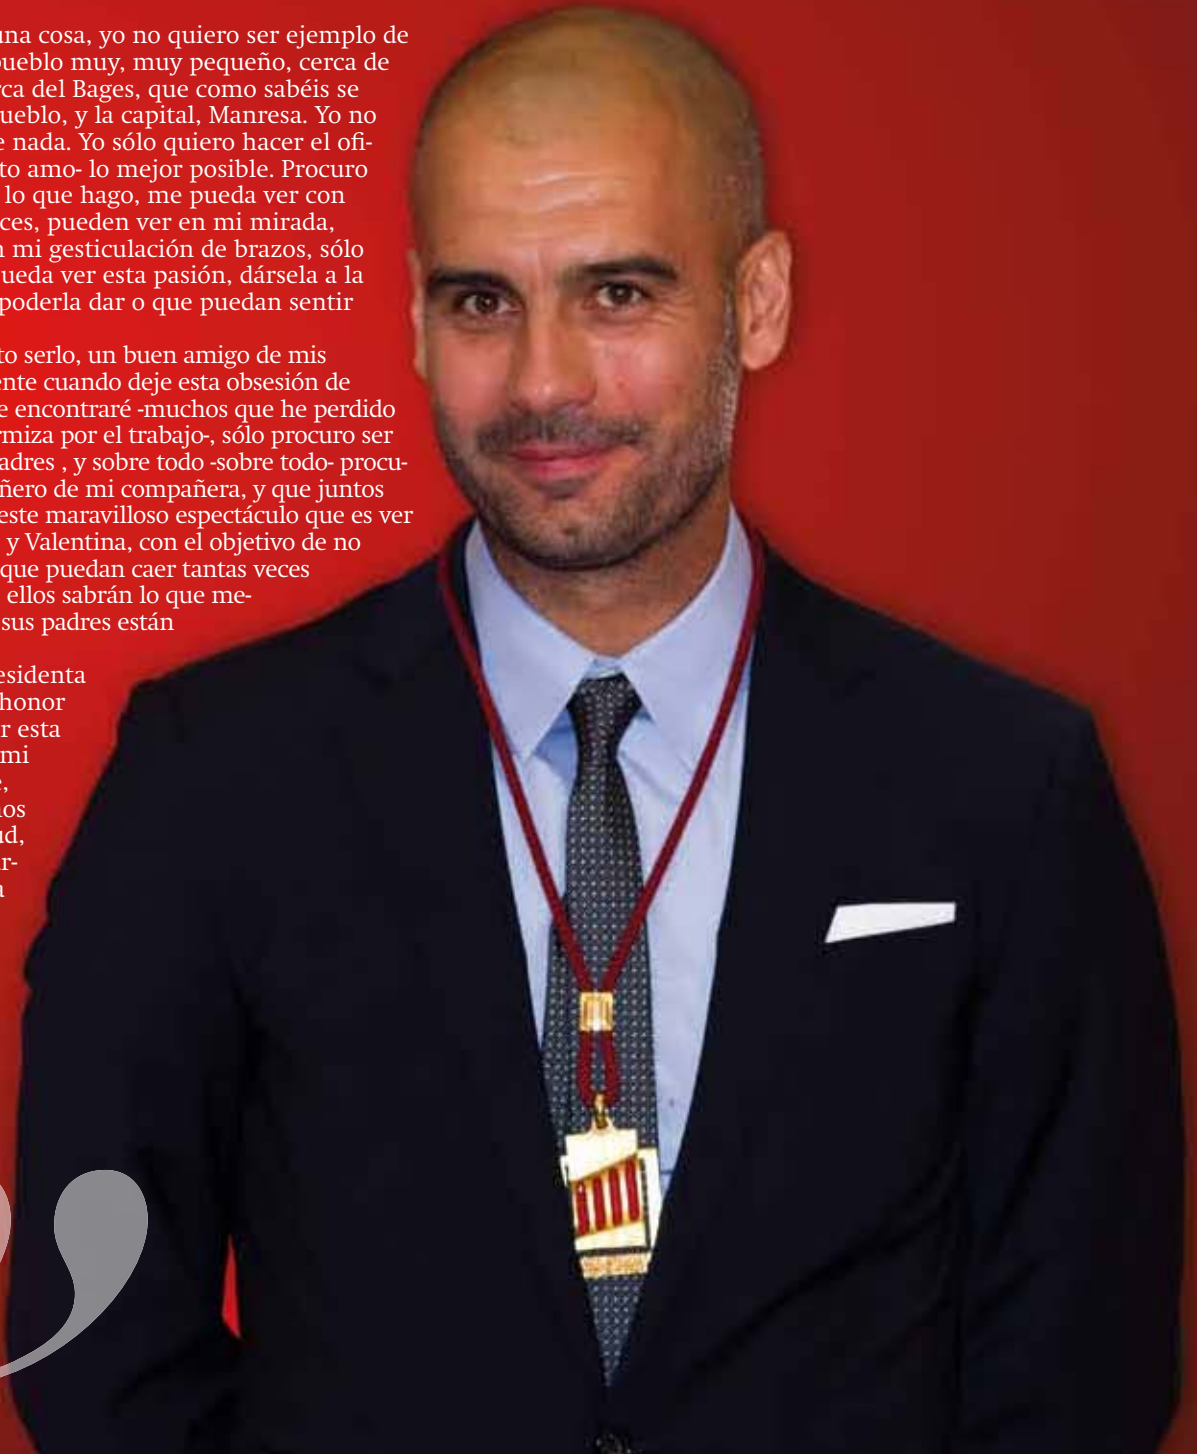 una cosa, yo no quiero ser ejemplo de
pueblo muy, muy pequeño, cerca de
rca del Bages, que como sabéis se
ueblo, y la capital, Manresa. Yo no
e nada. Yo sólo quiero hacer el ofi-
to amo- lo mejor posible. Procuro
lo que hago, me pueda ver con
ces, pueden ver en mi mirada,
n mi gesticulación de brazos, sólo
ueda ver esta pasión, dársela a la
poderla dar o que puedan sentir
to serlo, un buen amigo de mis
ente cuando deje esta obsesión de
e encontraré -muchos que he perdido
rmiza por el trabajo-, sólo procuro ser
adres , y sobre todo -sobre todo- procu-
ñero de mi compañera, y que juntos
este maravilloso espectáculo que es ver
y Valentina, con el objetivo de no
que puedan caer tantas veces
ellos sabrán lo que me-
sus padres están
esidenta
honor
r esta
mi
e,
nos
ud,
ar-
a